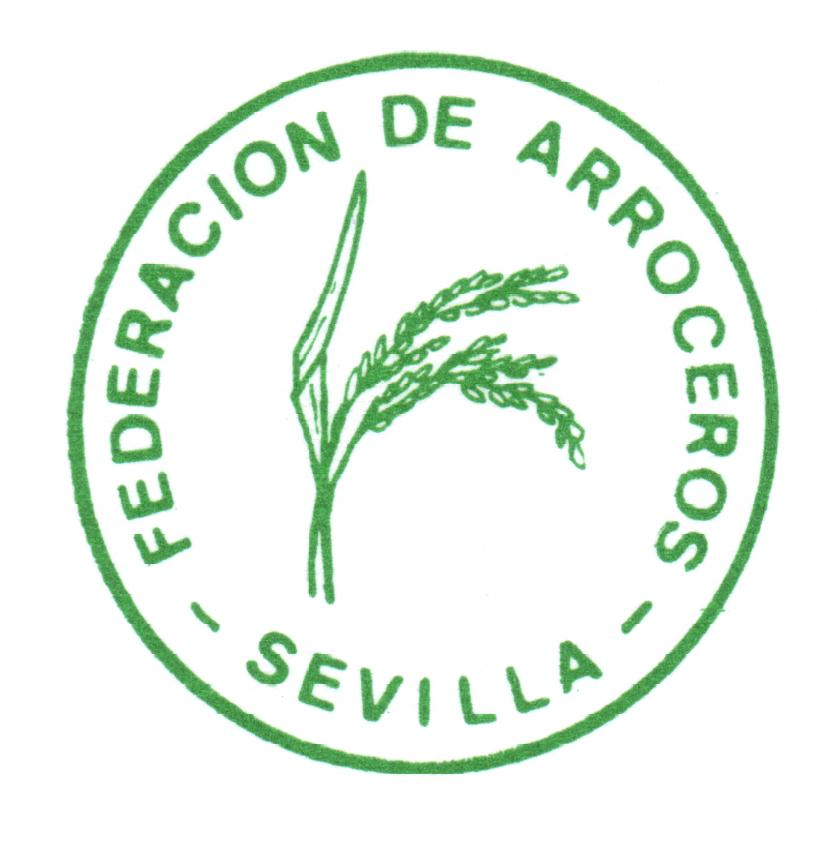 FEDERACION DE ARROCEROS
- SEVILLA -